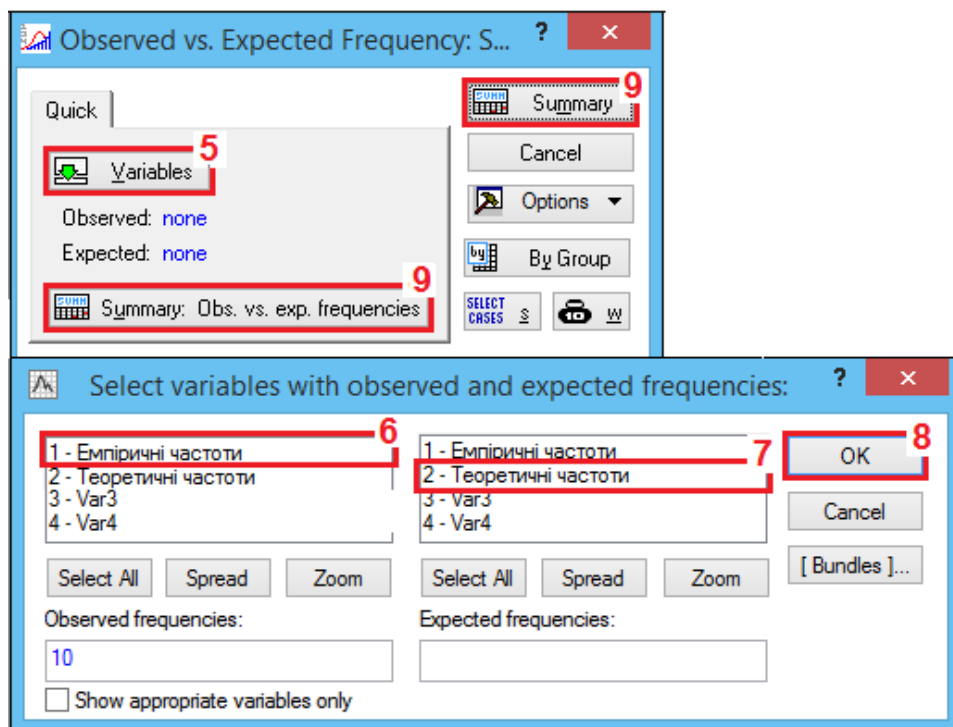 Observed vs. Expected Frequency: S... ? ×
Quick
SUMM Summary 9
5
Variables
Cancel
Observed: none
Options
Expected: none
by By Group
9
SUMM Summary: Obs. vs. exp. frequencies
SELECT CASES S W
Select variables with observed and expected frequencies: ? ×
1 - Емпіричні частоти 6
2 - Теоретичні частоти
3 - Var3
4 - Var4
1 - Емпіричні частоти
2 - Теоретичні частоти 7
3 - Var3
4 - Var4
OK 8
Cancel
[ Bundles ]...
Select All Spread Zoom
Select All Spread Zoom
Observed frequencies:
Expected frequencies:
10
Show appropriate variables only